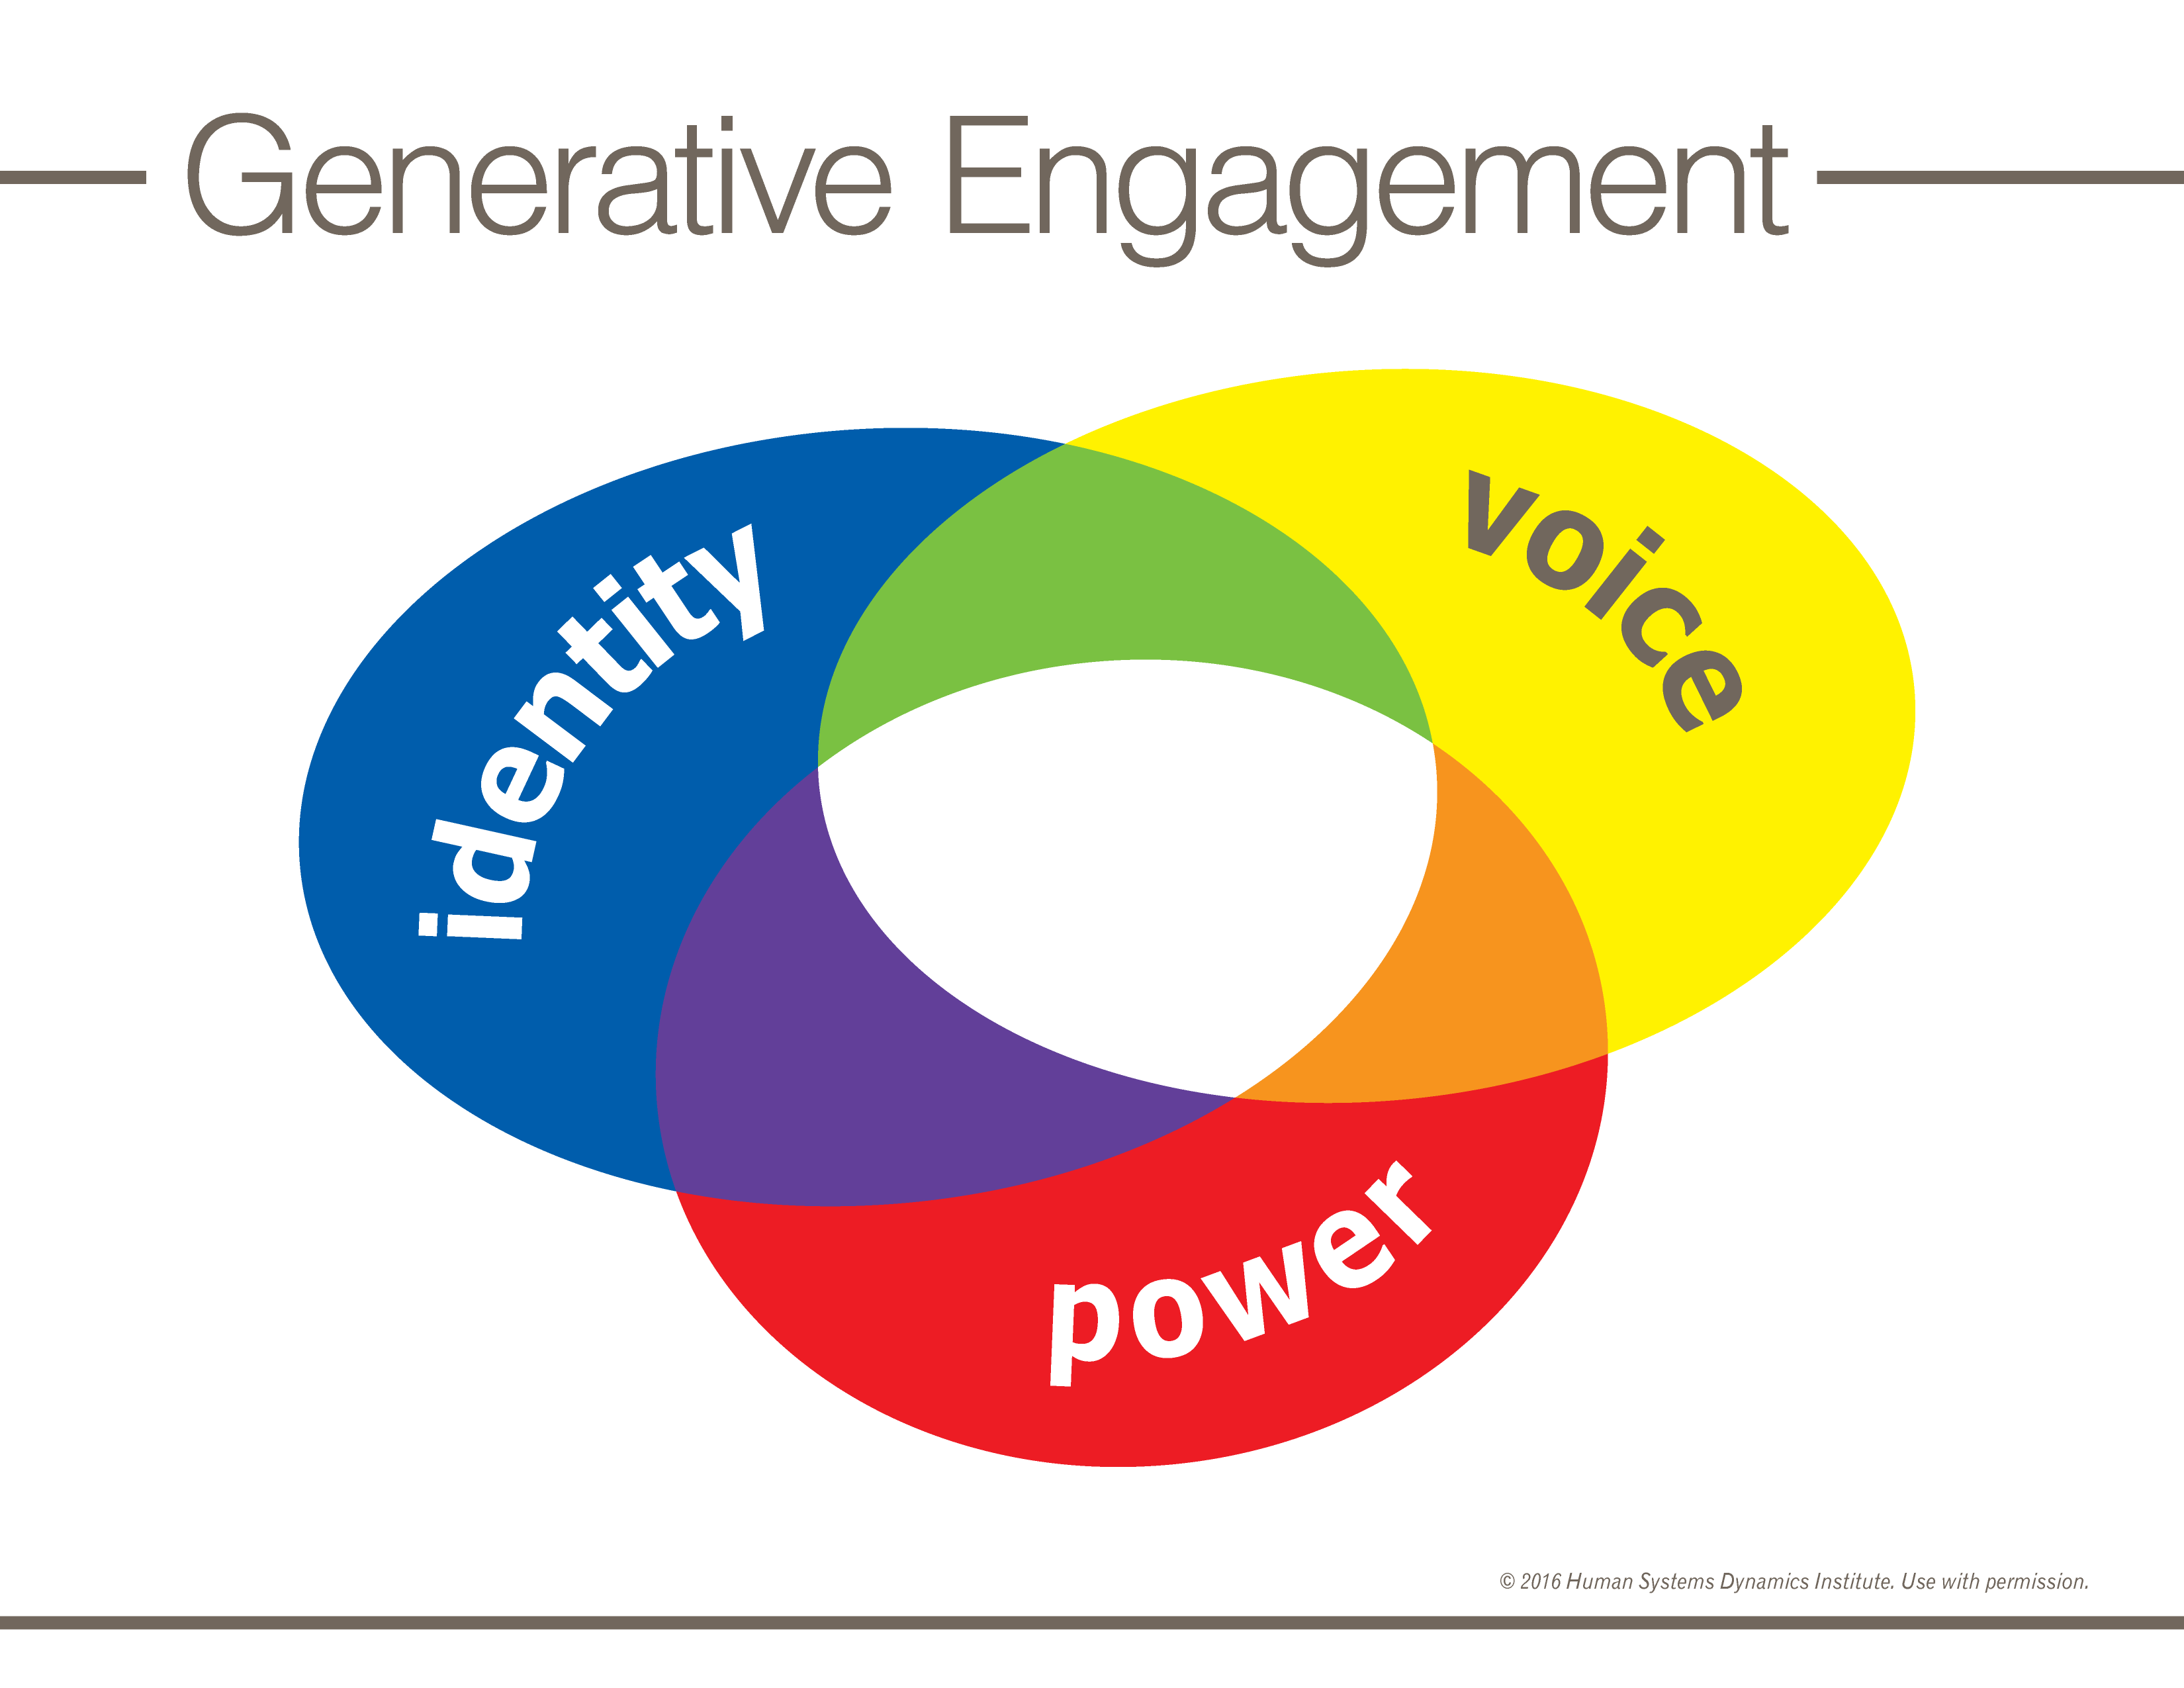 Generative Engagement
voice
identity
power
© 2016 Human Systems Dynamics Institute. Use with permission.